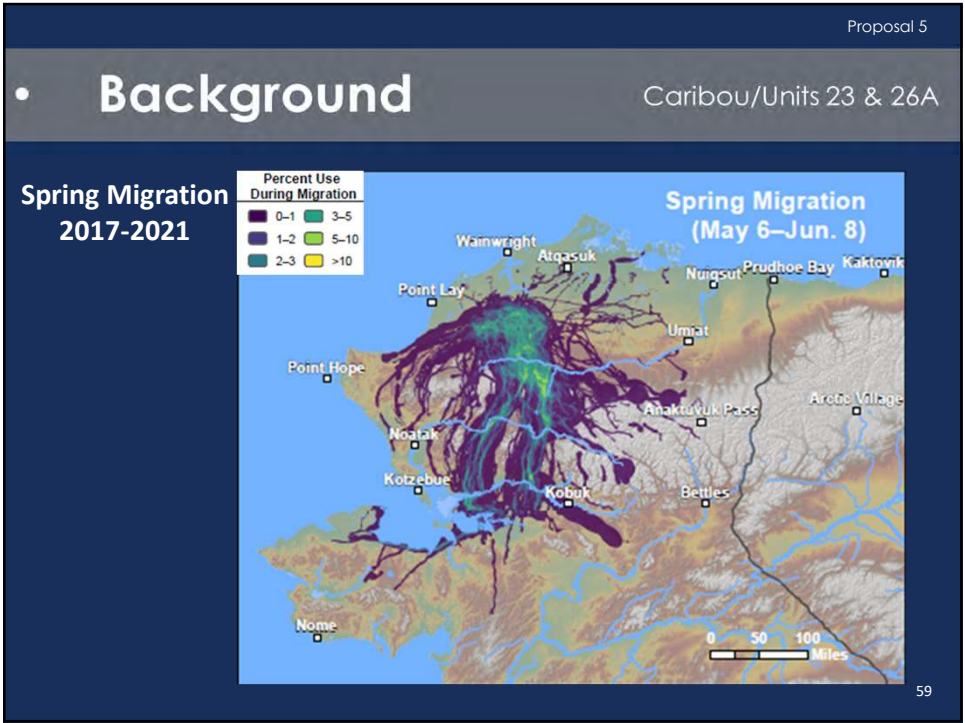 Proposal 5
• Background
Caribou/Units 23 & 26A
Spring Migration
2017-2021
Percent Use
During Migration
0–1
3–5
1–2
5–10
2–3
>10
Spring Migration
(May 6–Jun. 8)
Wainwright
Atqasuk
Nuiqsut
Prudhoe Bay
Kaktovik
Point Lay
Umiat
Point Hope
Anaktuvuk Pass
Arctic Village
Noatak
Kotzebue
Kobuk
Bettles
Nome
0 50 100
Miles
59